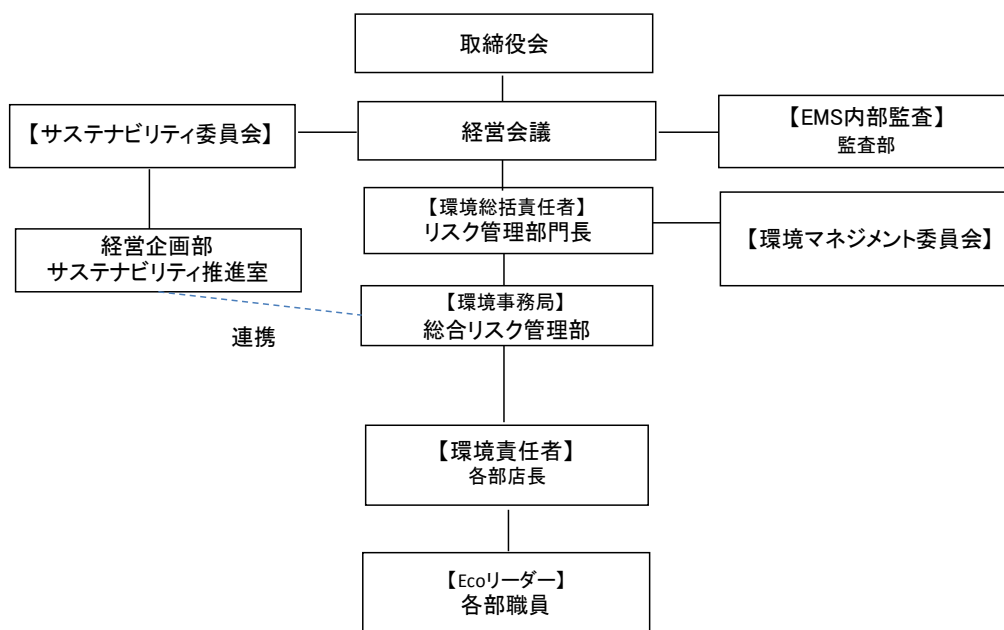 取締役会
【サステナビリティ委員会】
経営会議
【EMS内部監査】
監査部
【環境総括責任者】
リスク管理部門長
【環境マネジメント委員会】
経営企画部
サステナビリティ推進室
【環境事務局】
総合リスク管理部
連携
【環境責任者】
各部店長
【Ecoリーダー】
各部職員